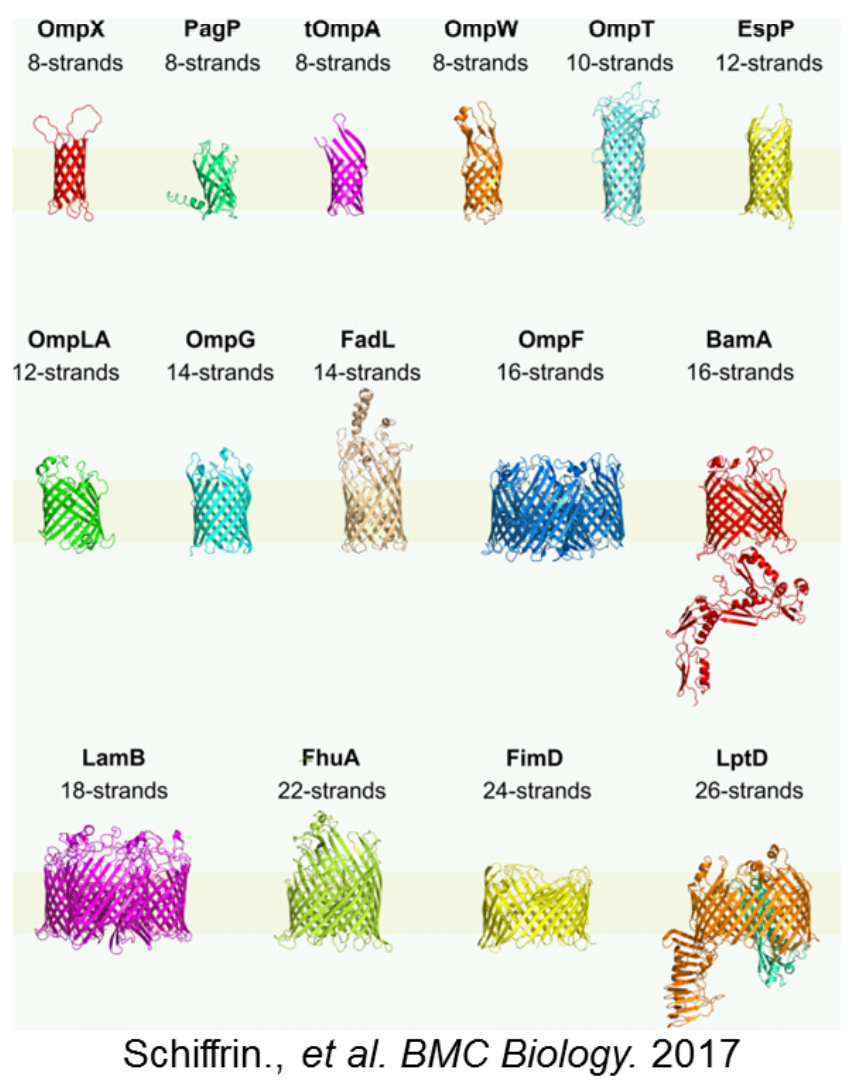 OmpX PagP tOmpA OmpW OmpT EspP
8-strands 8-strands 8-strands 8-strands 10-strands 12-strands
OmpLA OmpG FadL OmpF BamA
12-strands 14-strands 14-strands 16-strands 16-strands
LamB FhuA FimD LptD
18-strands 22-strands 24-strands 26-strands
Schiffrin., et al. BMC Biology. 2017